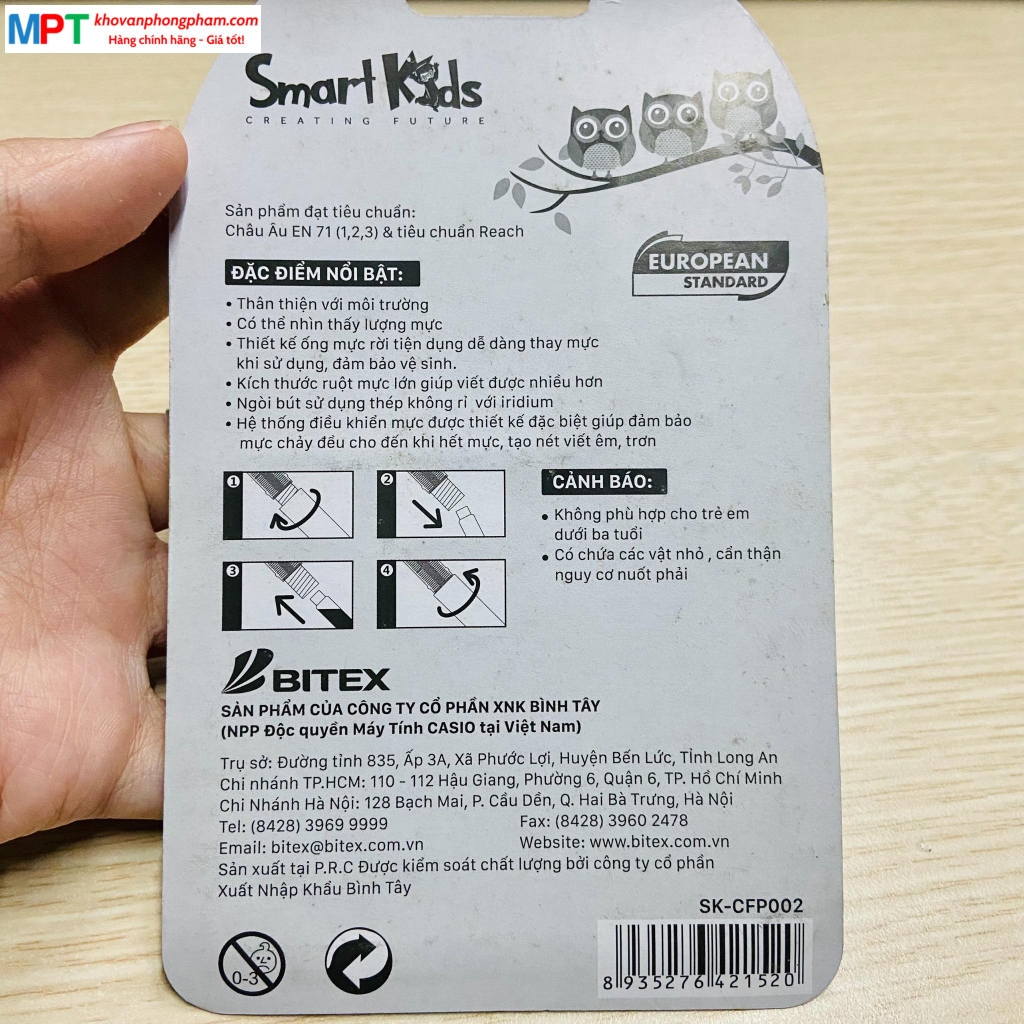 MPT khovanphongpham.com
Hàng chính hãng - Giá tốt!
Smart Kids
CREATING FUTURE
Sản phẩm đạt tiêu chuẩn:
Châu Âu EN 71 (1,2,3) & tiêu chuẩn Reach
EUROPEAN
STANDARD
ĐẶC ĐIỂM NỔI BẬT:
• Thân thiện với môi trường
• Có thể nhìn thấy lượng mực
• Thiết kế ống mực rời tiện dụng dễ dàng thay mực
khi sử dụng, đảm bảo vệ sinh.
• Kích thước ruột mực lớn giúp viết được nhiều hơn
• Ngòi bút sử dụng thép không rỉ với iridium
• Hệ thống điều khiển mực được thiết kế đặc biệt giúp đảm bảo
mực chảy đều cho đến khi hết mực, tạo nét viết êm, trơn
1
2
3
4
CẢNH BÁO:
• Không phù hợp cho trẻ em
dưới ba tuổi
• Có chứa các vật nhỏ , cẩn thận
nguy cơ nuốt phải
BITEX
SẢN PHẨM CỦA CÔNG TY CỔ PHẦN XNK BÌNH TÂY
(NPP Độc quyền Máy Tính CASIO tại Việt Nam)
Trụ sở: Đường tỉnh 835, Ấp 3A, Xã Phước Lợi, Huyện Bến Lức, Tỉnh Long An
Chi nhánh TP.HCM: 110 - 112 Hậu Giang, Phường 6, Quận 6, TP. Hồ Chí Minh
Chi Nhánh Hà Nội: 128 Bạch Mai, P. Cầu Dền, Q. Hai Bà Trưng, Hà Nội
Tel: (8428) 3969 9999 Fax: (8428) 3960 2478
Email: bitex@bitex.com.vn Website: www.bitex.com.vn
Sản xuất tại P.R.C Được kiểm soát chất lượng bởi công ty cổ phần
Xuất Nhập Khẩu Bình Tây
SK-CFP002
0-3
8 935276 421520